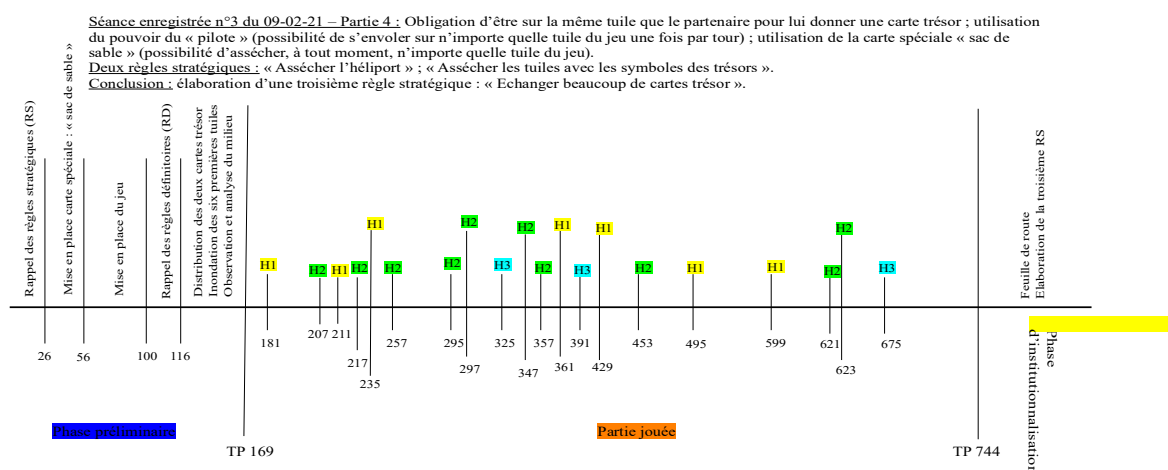 Séance enregistrée n°3 du 09-02-21 – Partie 4 : Obligation d'être sur la même tuile que le partenaire pour lui donner une carte trésor ; utilisation
du pouvoir du « pilote » (possibilité de s'envoler sur n'importe quelle tuile du jeu une fois par tour) ; utilisation de la carte spéciale « sac de
sable » (possibilité d'assécher, à tout moment, n'importe quelle tuile du jeu).
Deux règles stratégiques : « Assécher l'héliport » ; « Assécher les tuiles avec les symboles des trésors ».
Conclusion : élaboration d'une troisième règle stratégique : « Echanger beaucoup de cartes trésor ».
Rappel des règles stratégiques (RS)
Mise en place carte spéciale : « sac de sable »
Mise en place du jeu
Rappel des règles définitoires (RD)
Distribution des deux cartes trésor
Inondation des six premières tuiles
Observation et analyse du milieu
H1
H2
H1
H2
H1
H2
H2
H2
H3
H2
H2
H1
H3
H1
H2
H1
H1
H2
H2
H3
Feuille de route
Elaboration de la troisième RS
26
56
100
116
181
207
211
217
235
257
295
297
325
347
357
361
391
429
453
495
599
621
623
675
Phase préliminaire
TP 169
Partie jouée
TP 744
Phase
d'institutionnalisation